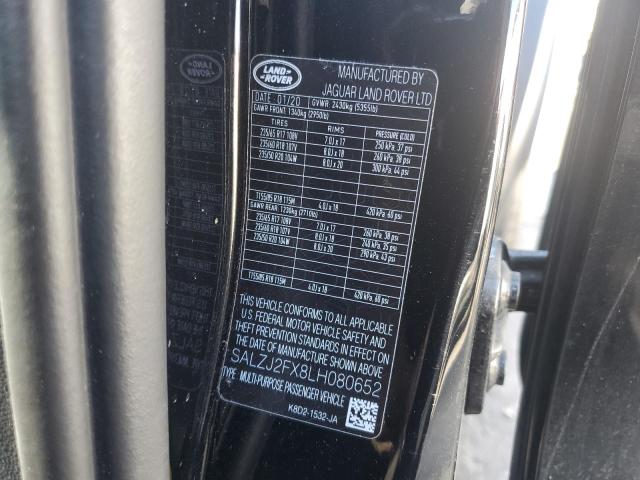 LAND ROVER
MANUFACTURED BY
JAGUAR LAND ROVER LTD
DATE: 01/20 GVWR: 2430kg (5355lb)
GAWR FRONT: 1340kg (2950lb)
TIRES RIMS PRESSURE (COLD)
235/65 R17 108V 7.0J x 17 250 kPa, 37 psi
235/60 R18 107V 8.0J x 18 260 kPa, 38 psi
235/50 R20 104W 8.0J x 20 300 kPa, 44 psi
T155/85 R18 115M 4.0J x 18 420 kPa, 60 psi
GAWR REAR: 1230kg (2710lb)
235/65 R17 108V 7.0J x 17 260 kPa, 38 psi
235/60 R18 107V 8.0J x 18 240 kPa, 35 psi
235/50 R20 104W 8.0J x 20 290 kPa, 43 psi
T155/85 R18 115M 4.0J x 18 420 kPa, 60 psi
THIS VEHICLE CONFORMS TO ALL APPLICABLE
U.S. FEDERAL MOTOR VEHICLE SAFETY AND
THEFT PREVENTION STANDARDS IN EFFECT ON
THE DATE OF MANUFACTURE SHOWN ABOVE.
SALZJ2FX8LH080652
TYPE: MULTI-PURPOSE PASSENGER VEHICLE
K8D2-1532-JA